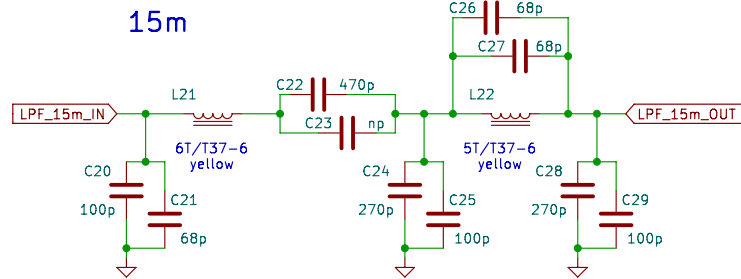 15m
C26 68p
C27 68p
L21
C22 470p
L22
LPF_15m_IN
C23 np
LPF_15m_OUT
6T/T37-6
yellow
5T/T37-6
yellow
C20
100p
C21
68p
C24
270p
C25
100p
C28
270p
C29
100p